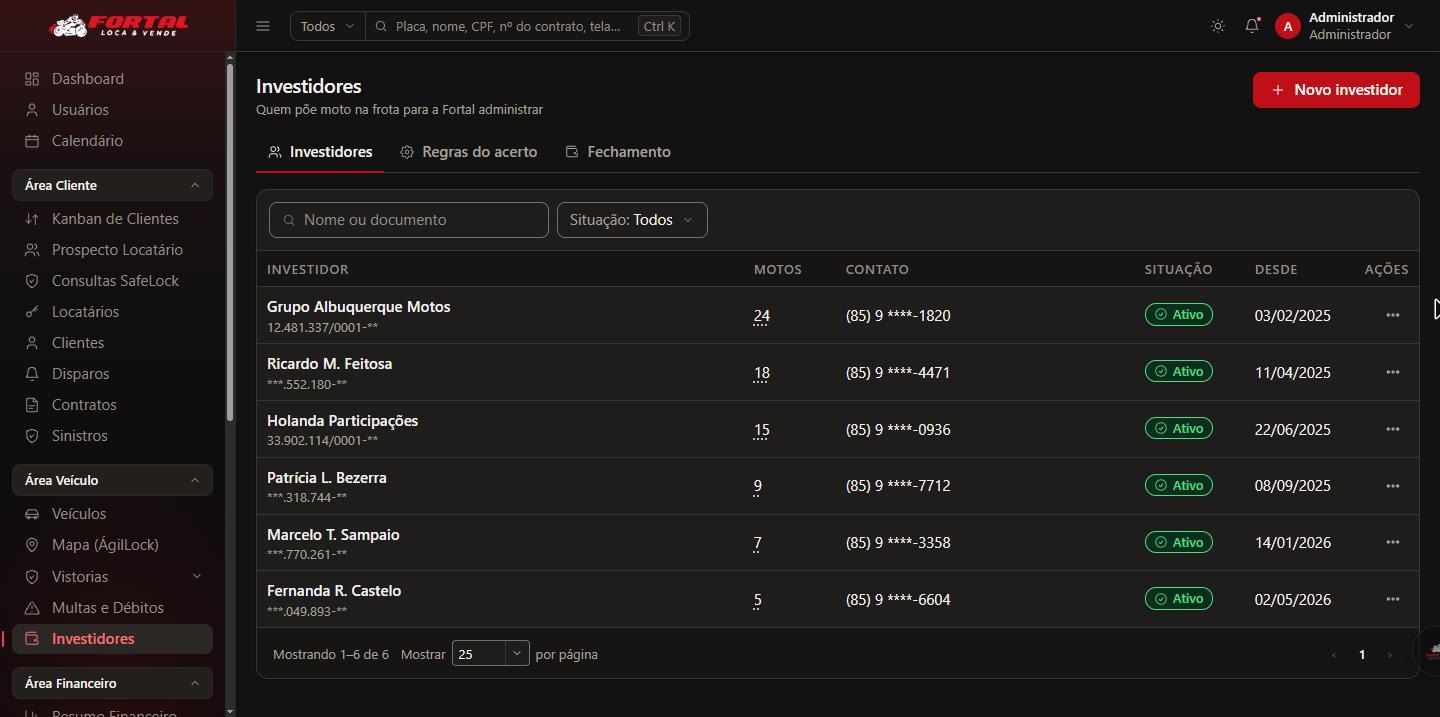 FORTAL
LOCA & VENDE
Todos
Placa, nome, CPF, nº do contrato, tela...
Ctrl K
A
Administrador
Administrador
Dashboard
Usuários
Calendário
Área Cliente
Kanban de Clientes
Prospecto Locatário
Consultas SafeLock
Locatários
Clientes
Disparos
Contratos
Sinistros
Área Veículo
Veículos
Mapa (ÁgilLock)
Vistorias
Multas e Débitos
Investidores
Área Financeiro
Resumo Financeiro
Investidores
Quem põe moto na frota para a Fortal administrar
+ Novo investidor
Investidores
Regras do acerto
Fechamento
Nome ou documento
Situação: Todos
INVESTIDOR MOTOS CONTATO SITUAÇÃO DESDE AÇÕES
Grupo Albuquerque Motos
12.481.337/0001-**
24 (85) 9 ****-1820 Ativo 03/02/2025 •••
Ricardo M. Feitosa
***.552.180-**
18 (85) 9 ****-4471 Ativo 11/04/2025 •••
Holanda Participações
33.902.114/0001-**
15 (85) 9 ****-0936 Ativo 22/06/2025 •••
Patrícia L. Bezerra
***.318.744-**
9 (85) 9 ****-7712 Ativo 08/09/2025 •••
Marcelo T. Sampaio
***.770.261-**
7 (85) 9 ****-3358 Ativo 14/01/2026 •••
Fernanda R. Castelo
***.049.893-**
5 (85) 9 ****-6604 Ativo 02/05/2026 •••
Mostrando 1–6 de 6 Mostrar 25 por página
‹ 1 ›